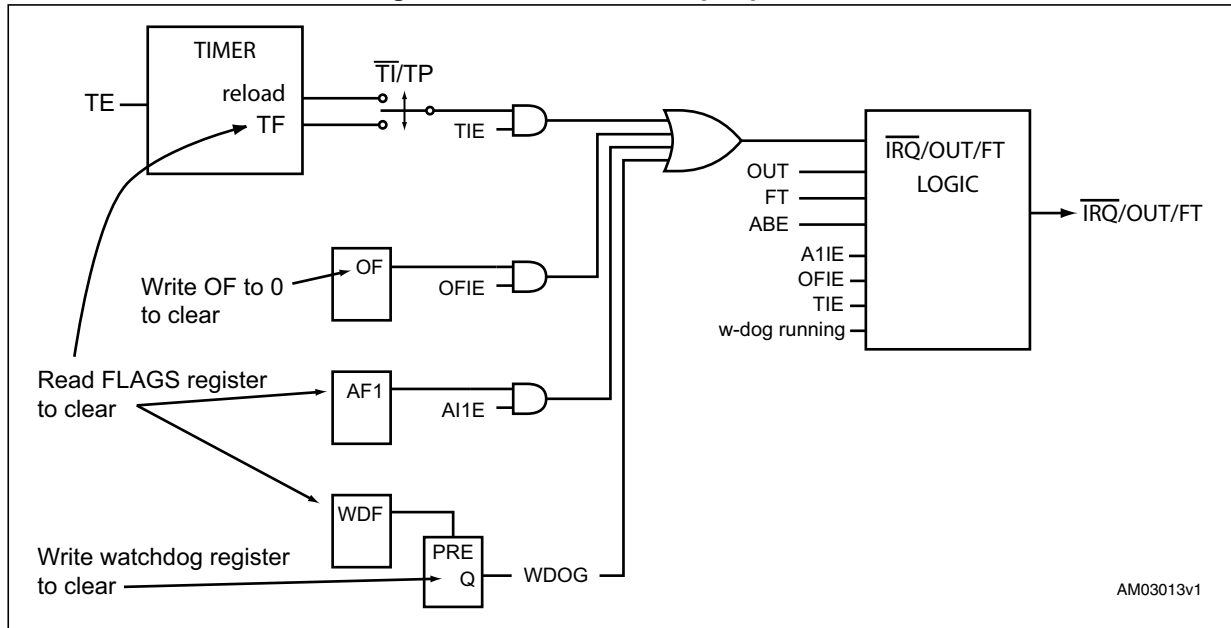 TIMER
TI/TP
reload
TE
TF
TIE
IRQ/OUT/FT
LOGIC
OUT
FT
ABE
IRQ/OUT/FT
A1IE
OFIE
TIE
w-dog running
OF
OFIE
Write OF to 0
to clear
Read FLAGS register
to clear
AF1
AI1E
WDF
PRE
Q
WDOG
Write watchdog register
to clear
AM03013v1